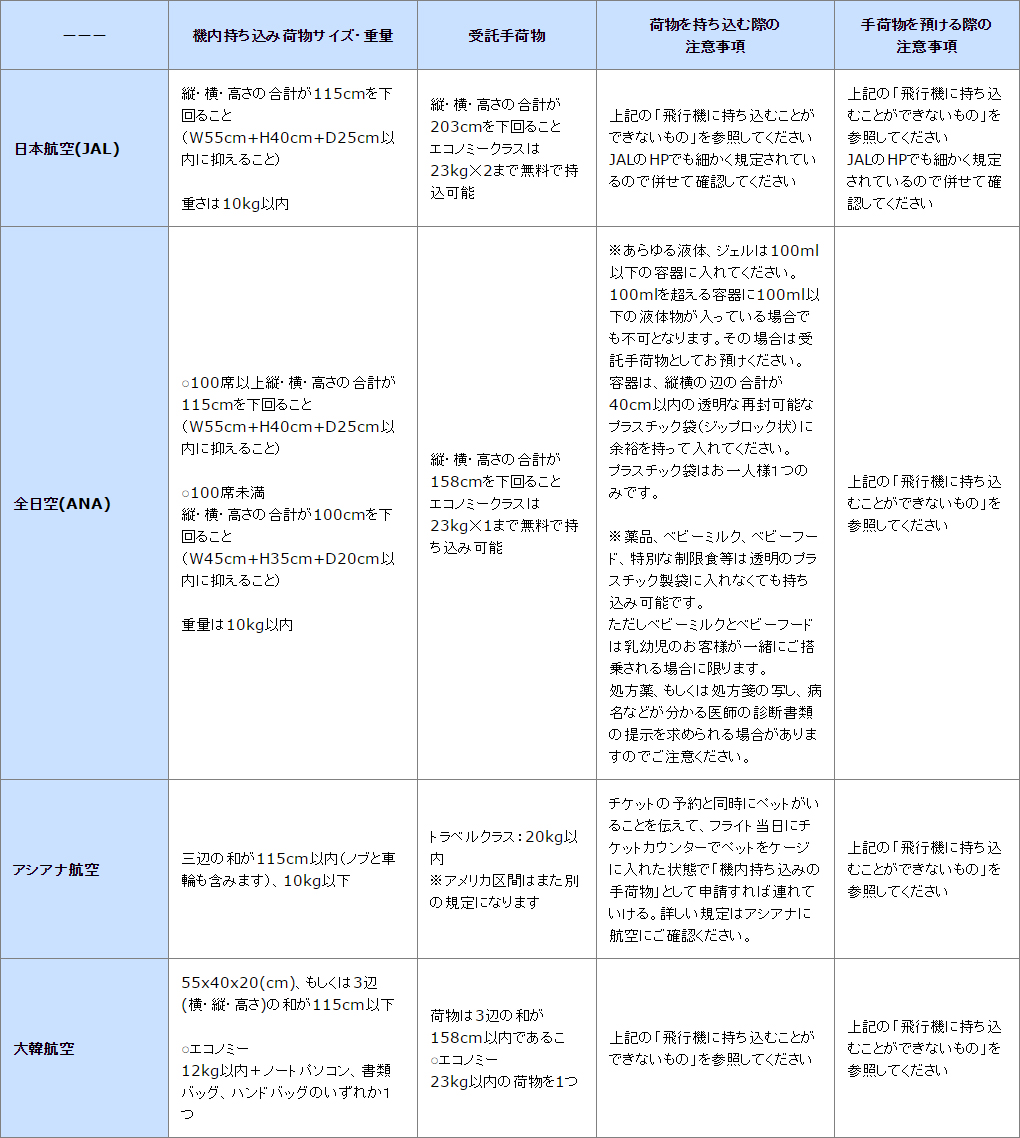 ーーー
機内持ち込み荷物サイズ・重量
受託手荷物
荷物を持ち込む際の
注意事項
手荷物を預ける際の
注意事項
日本航空(JAL)
縦・横・高さの合計が115cmを下
回ること
（W55cm+H40cm+D25cm以
内に抑えること）
重さは10kg以内
縦・横・高さの合計が
203cmを下回ること
エコノミークラスは
23kg×2まで無料で持
込可能
上記の「飛行機に持ち込むことが
できないもの」を参照してください
JALのHPでも細かく規定されてい
るので併せて確認してください
上記の「飛行機に持ち込
むことができないもの」を
参照してください
JALのHPでも細かく規定
されているので併せて確
認してください
全日空(ANA)
○100席以上縦・横・高さの合計が
115cmを下回ること
（W55cm+H40cm+D25cm以
内に抑えること）
○100席未満
縦・横・高さの合計が100cmを下
回ること
（W45cm+H35cm+D20cm以
内に抑えること）
重量は10kg以内
縦・横・高さの合計が
158cmを下回ること
エコノミークラスは
23kg×1まで無料で持
ち込み可能
※あらゆる液体、ジェルは100ml
以下の容器に入れてください。
100mlを超える容器に100ml以
下の液体物が入っている場合で
も不可となります。その場合は受
託手荷物としてお預けください。
容器は、縦横の辺の合計が
40cm以内の透明な再封可能な
プラスチック袋（ジップロック状）に
余裕を持って入れてください。
プラスチック袋はお一人様1つの
みです。
※薬品、ベビーミルク、ベビーフー
ド、特別な制限食等は透明のプラ
スチック製袋に入れなくても持ち
込み可能です。
ただしベビーミルクとベビーフード
は乳幼児のお客様が一緒にご搭
乗される場合に限ります。
処方薬、もしくは処方箋の写し、病
名などが分かる医師の診断書類
の提示を求められる場合がありま
すのでご注意ください。
上記の「飛行機に持ち込
むことができないもの」を
参照してください
アシアナ航空
三辺の和が115cm以内（ノブと車
輪も含みます）、10kg以下
トラベルクラス：20kg以
内
※アメリカ区間はまた別
の規定になります
チケットの予約と同時にペットがい
ることを伝えて、フライト当日にチ
ケットカウンターでペットをケージ
に入れた状態で「機内持ち込みの
手荷物」として申請すれば連れて
いける。詳しい規定はアシアナに
航空にご確認ください。
上記の「飛行機に持ち込
むことができないもの」を
参照してください
大韓航空
55x40x20(cm)、もしくは3辺
(横・縦・高さ)の和が115cm以下
○エコノミー
12kg以内＋ノートパソコン、書類
バッグ、ハンドバッグのいずれか1
つ
荷物は3辺の和が
158cm以内であるこ
○エコノミー
23kg以内の荷物を1つ
上記の「飛行機に持ち込むことが
できないもの」を参照してください
上記の「飛行機に持ち込
むことができないもの」を
参照してください